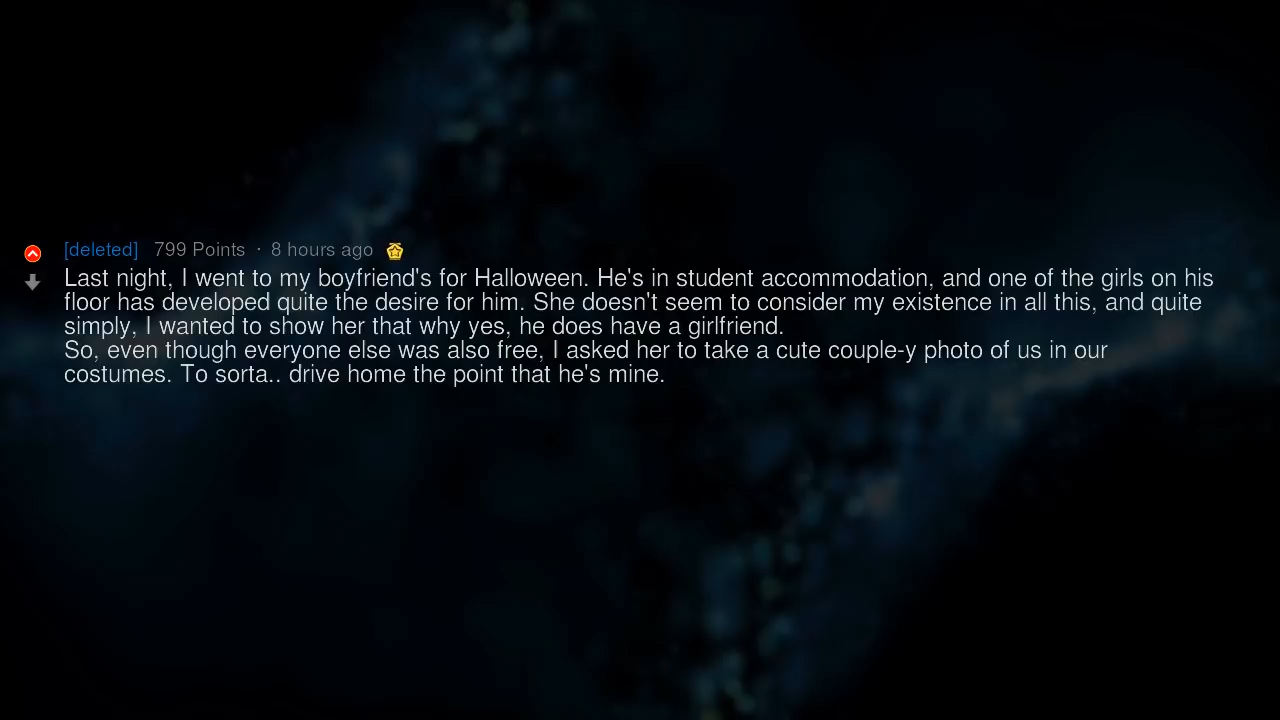 [deleted] 799 Points · 8 hours ago
Last night, I went to my boyfriend's for Halloween. He's in student accommodation, and one of the girls on his
floor has developed quite the desire for him. She doesn't seem to consider my existence in all this, and quite
simply, I wanted to show her that why yes, he does have a girlfriend.
So, even though everyone else was also free, I asked her to take a cute couple-y photo of us in our
costumes. To sorta.. drive home the point that he's mine.